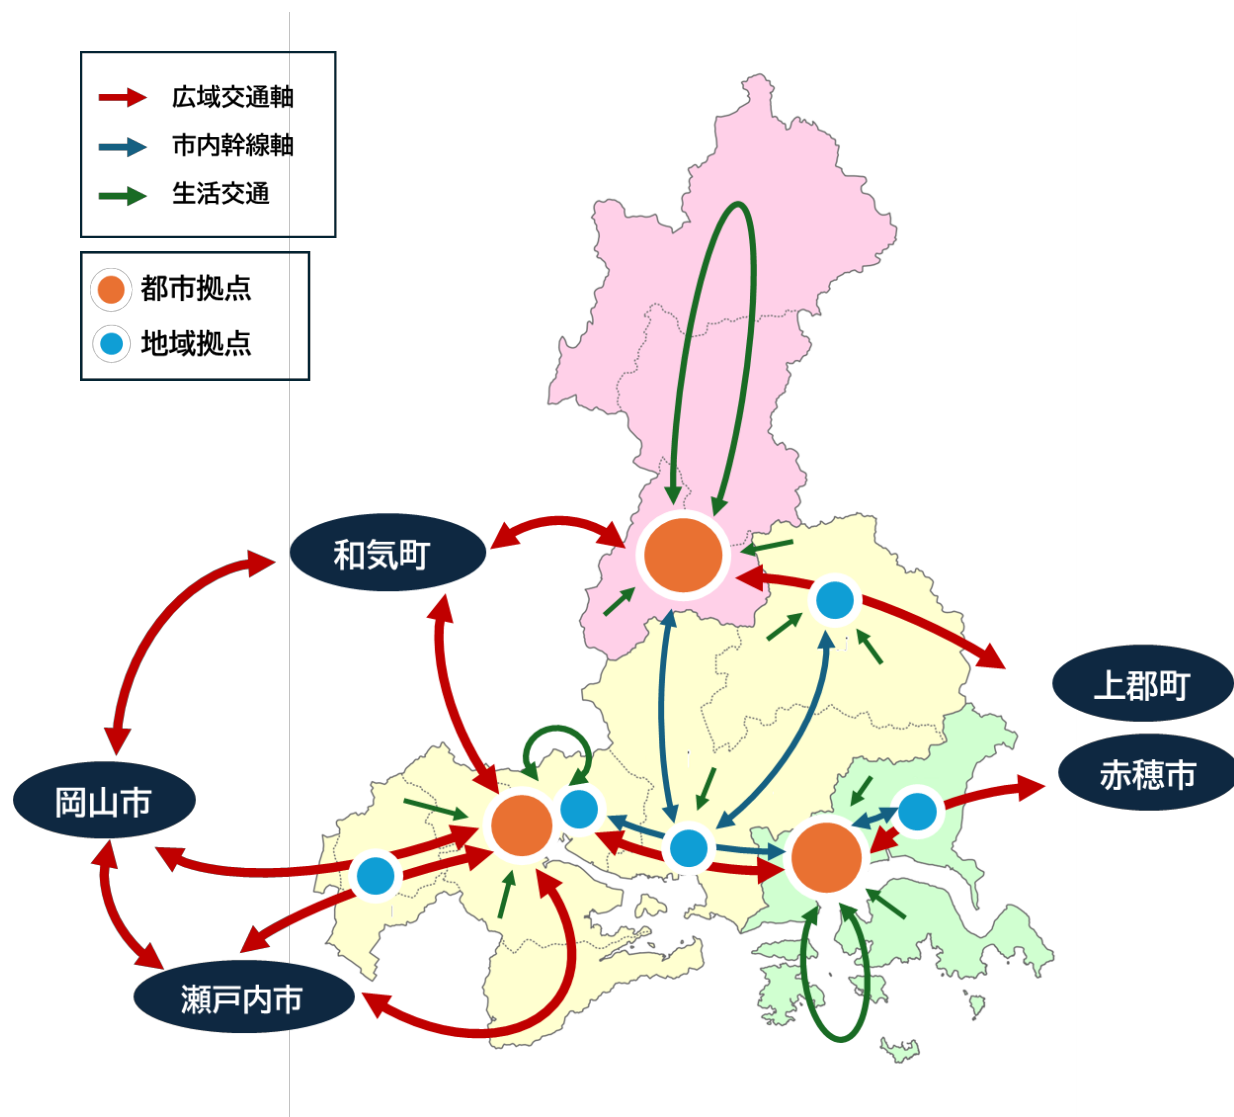 広域交通軸
市内幹線軸
生活交通
都市拠点
地域拠点
和気町
上郡町
赤穂市
岡山市
瀬戸内市